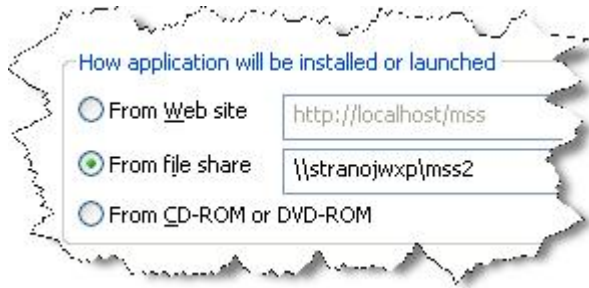 How application will be installed or launched
From Web site
http://localhost/mss
From file share
\\stranojwxp\mss2
From CD-ROM or DVD-ROM